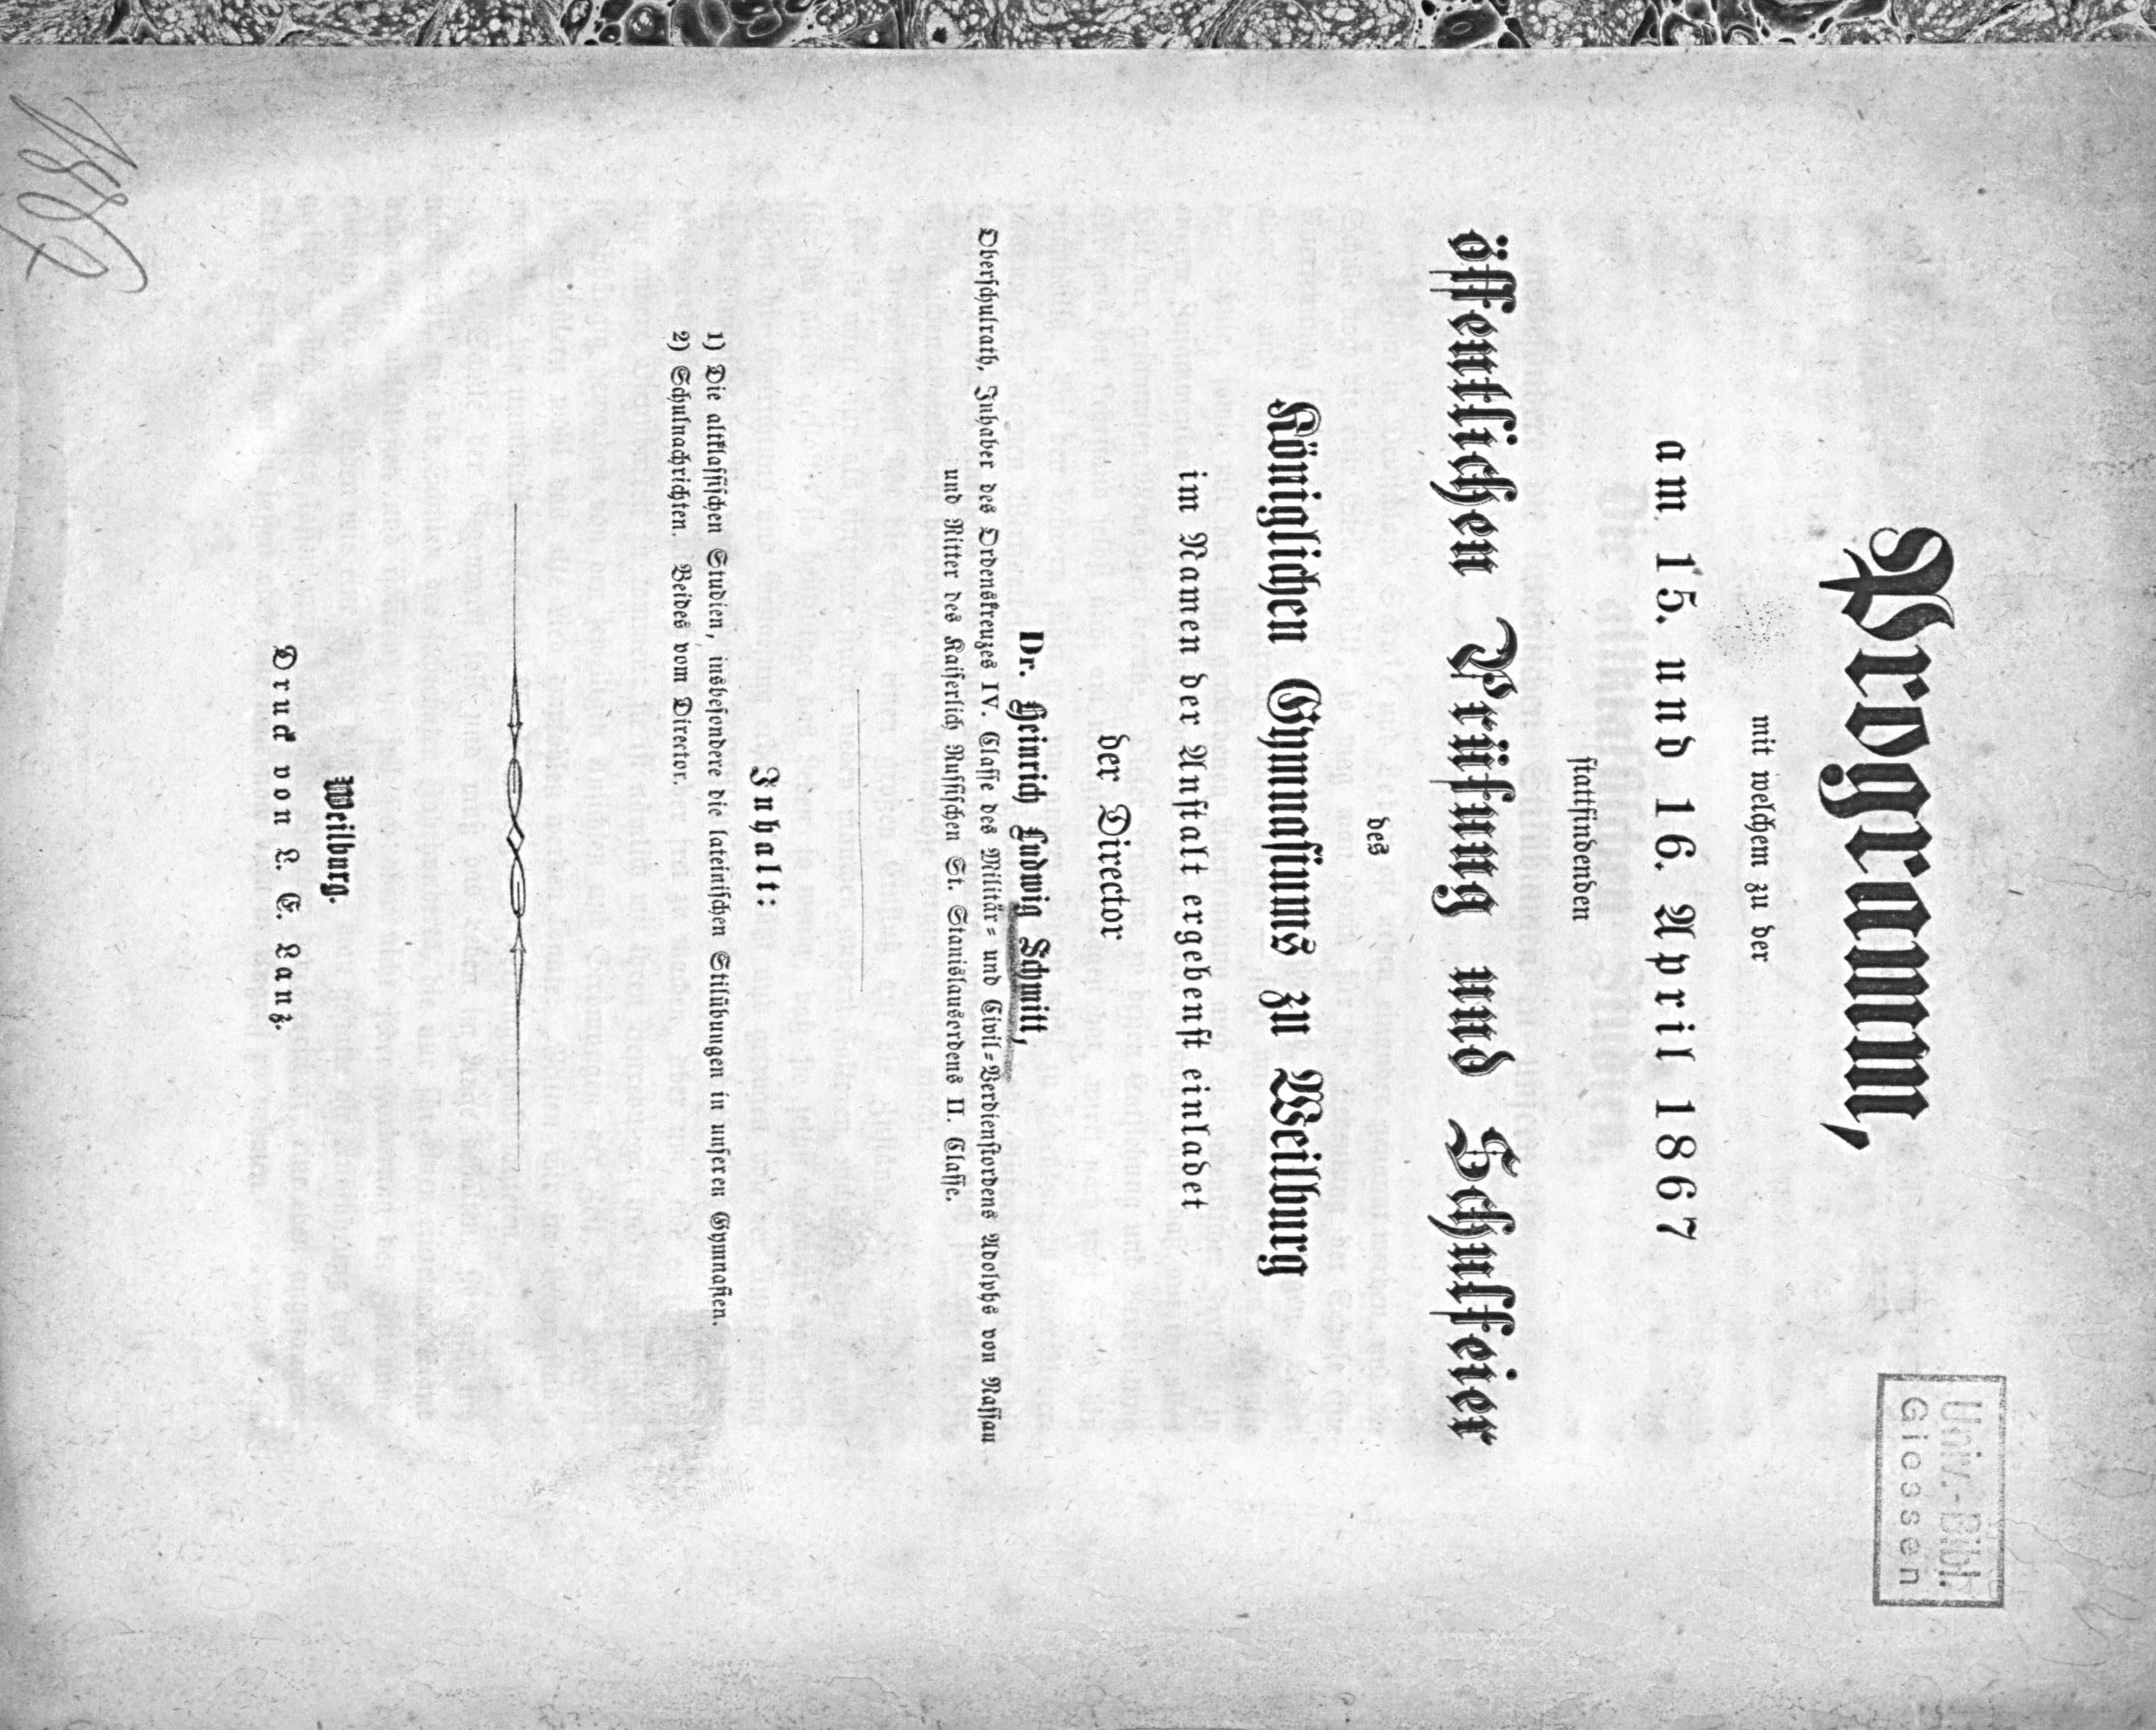 Programm,
mit welchem zu der
am 15. und 16. April 1867
stattfindenden
öffentlichen Prüfung und Schulfeier
des
Königlichen Gymnasiums zu Weilburg
im Namen der Anstalt ergebenst einladet
der Director
Dr. Heinrich Ludwig Schmitt,
Oberschulrath, Inhaber des Ordenskreuzes IV. Classe des Militär- und Civil-Verdienstordens Adolphs von Nassau
und Ritter des Kaiserlich Russischen St. Stanislausordens II. Classe.
Inhalt:
1) Die altklassischen Studien, insbesondere die lateinischen Stilübungen in unseren Gymnasien.
2) Schulnachrichten. Beides vom Director.
Weilburg.
Druck von L. E. Lanz.
Univ.-Bibl.
Giessen
1867